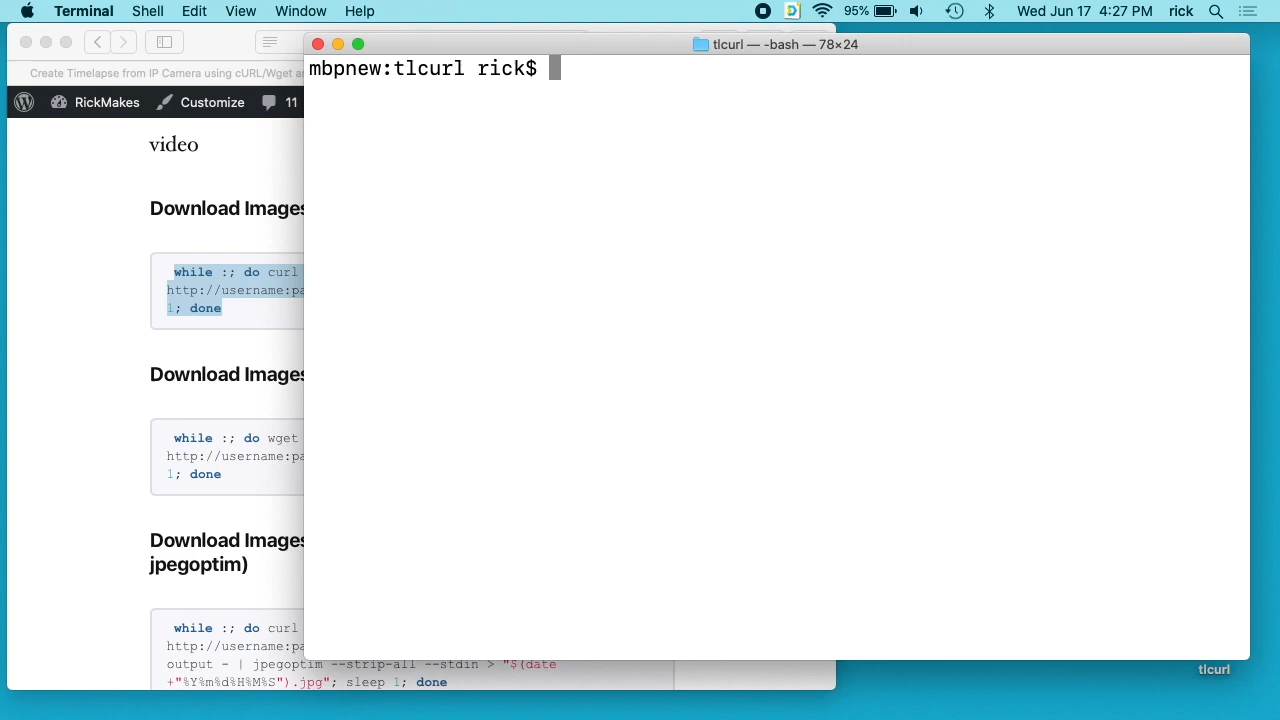 Terminal Shell Edit View Window Help 95% Wed Jun 17 4:27 PM rick
tlcurl — -bash — 78×24
Create Timelapse from IP Camera using cURL/Wget an
RickMakes Customize 11
mbpnew:tlcurl rick$
video
Download Images
while :; do curl
http://username:pa
1; done
Download Images
while :; do wget
http://username:pa
1; done
Download Images
jpegoptim)
while :; do curl
http://username:pa
output - | jpegoptim --strip-all --stdin > "$(date
+"%Y%m%d%H%M%S").jpg"; sleep 1; done
tlcurl